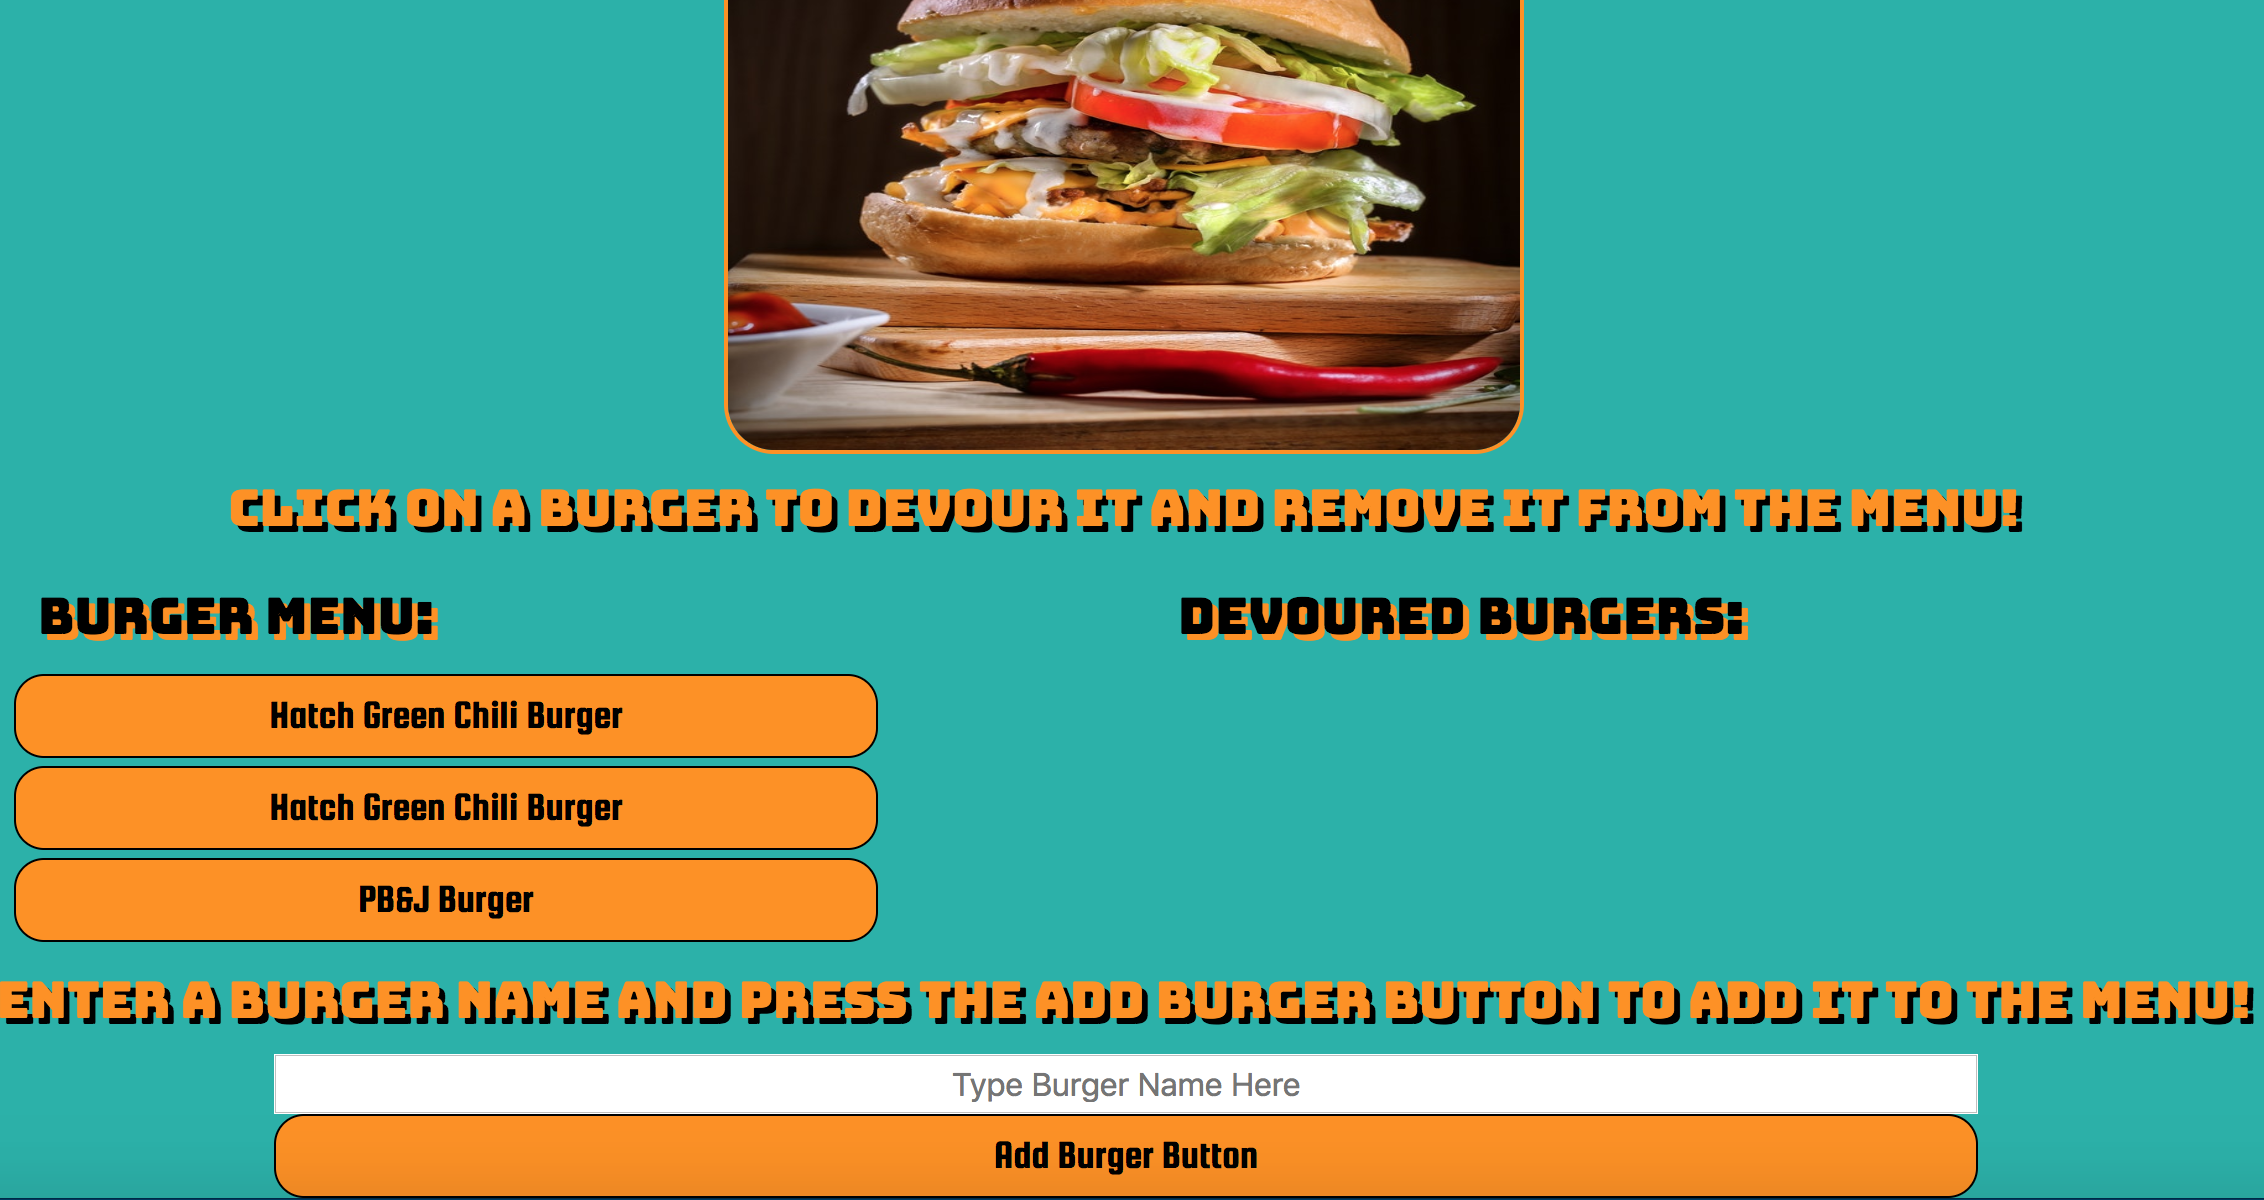 CLICK ON A BURGER TO DEVOUR IT AND REMOVE IT FROM THE MENU!
BURGER MENU:
DEVOURED BURGERS:
Hatch Green Chili Burger
Hatch Green Chili Burger
PB&J Burger
ENTER A BURGER NAME AND PRESS THE ADD BURGER BUTTON TO ADD IT TO THE MENU!
Type Burger Name Here
Add Burger Button